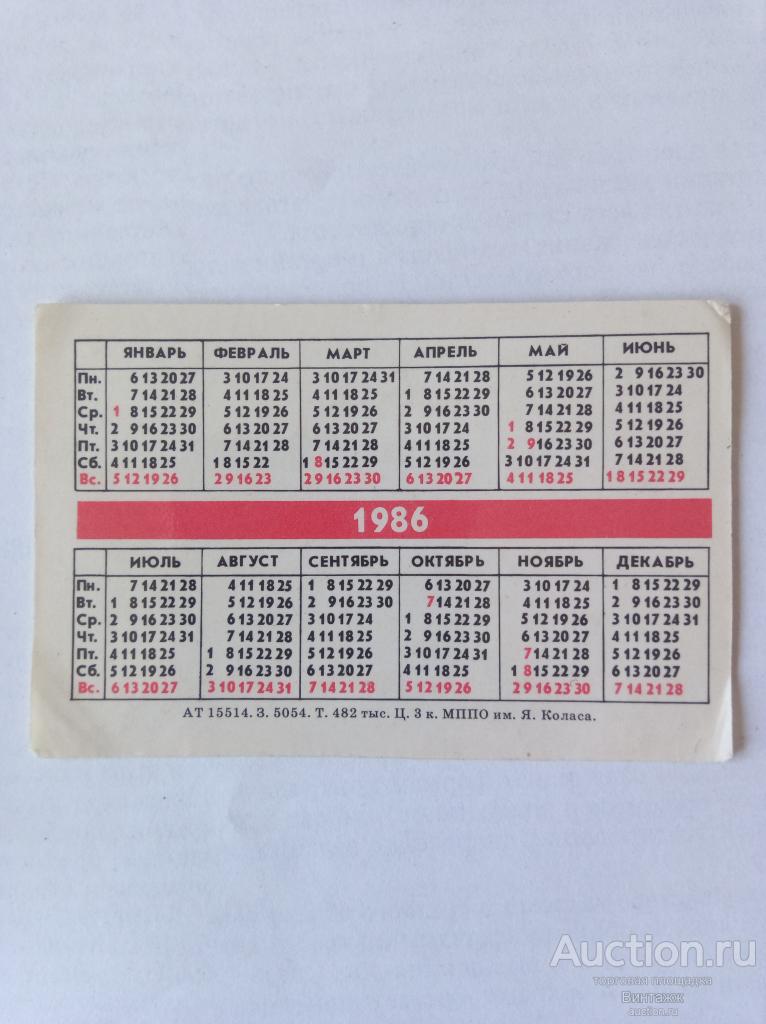 ЯНВАРЬ ФЕВРАЛЬ МАРТ АПРЕЛЬ МАЙ ИЮНЬ
Пн. 6 13 20 27 3 10 17 24 3 10 17 24 31 7 14 21 28 5 12 19 26 2 9 16 23 30
Вт. 7 14 21 28 4 11 18 25 4 11 18 25 1 8 15 22 29 6 13 20 27 3 10 17 24
Ср. 1 8 15 22 29 5 12 19 26 5 12 19 26 2 9 16 23 30 7 14 21 28 4 11 18 25
Чт. 2 9 16 23 30 6 13 20 27 6 13 20 27 3 10 17 24 1 8 15 22 29 5 12 19 26
Пт. 3 10 17 24 31 7 14 21 28 7 14 21 28 4 11 18 25 2 9 16 23 30 6 13 20 27
Сб. 4 11 18 25 1 8 15 22 1 8 15 22 29 5 12 19 26 3 10 17 24 31 7 14 21 28
Вс. 5 12 19 26 2 9 16 23 2 9 16 23 30 6 13 20 27 4 11 18 25 1 8 15 22 29
1986
ИЮЛЬ АВГУСТ СЕНТЯБРЬ ОКТЯБРЬ НОЯБРЬ ДЕКАБРЬ
Пн. 7 14 21 28 4 11 18 25 1 8 15 22 29 6 13 20 27 3 10 17 24 1 8 15 22 29
Вт. 1 8 15 22 29 5 12 19 26 2 9 16 23 30 7 14 21 28 4 11 18 25 2 9 16 23 30
Ср. 2 9 16 23 30 6 13 20 27 3 10 17 24 1 8 15 22 29 5 12 19 26 3 10 17 24 31
Чт. 3 10 17 24 31 7 14 21 28 4 11 18 25 2 9 16 23 30 6 13 20 27 4 11 18 25
Пт. 4 11 18 25 1 8 15 22 29 5 12 19 26 3 10 17 24 31 7 14 21 28 5 12 19 26
Сб. 5 12 19 26 2 9 16 23 30 6 13 20 27 4 11 18 25 1 8 15 22 29 6 13 20 27
Вс. 6 13 20 27 3 10 17 24 31 7 14 21 28 5 12 19 26 2 9 16 23 30 7 14 21 28
АТ 15514. З. 5054. Т. 482 тыс. Ц. 3 к. МППО им. Я. Коласа.
Auction.ru
торговая площадка
Винтажк
auction.ru